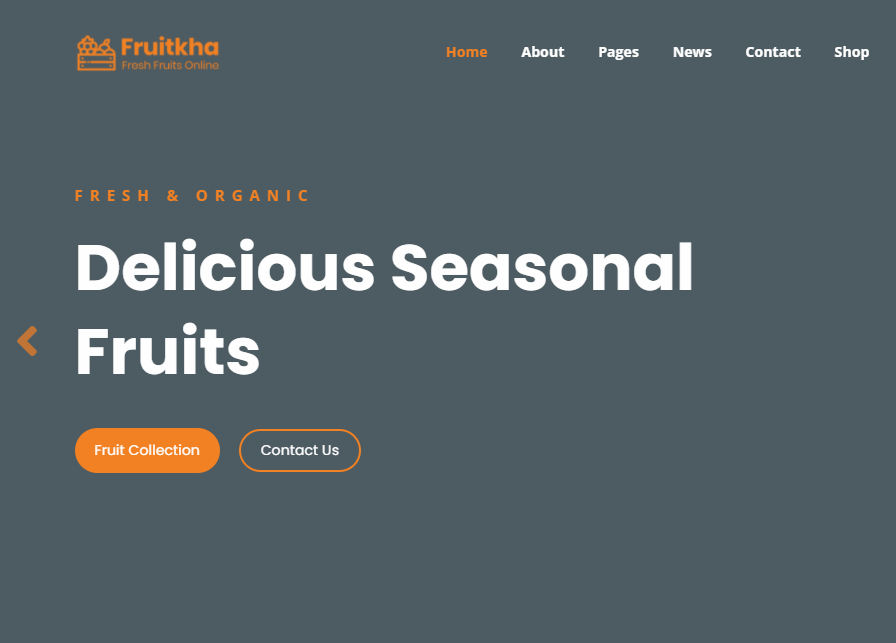 Fruitkha
Fresh Fruits Online
Home About Pages News Contact Shop
FRESH & ORGANIC
Delicious Seasonal
Fruits
Fruit Collection Contact Us